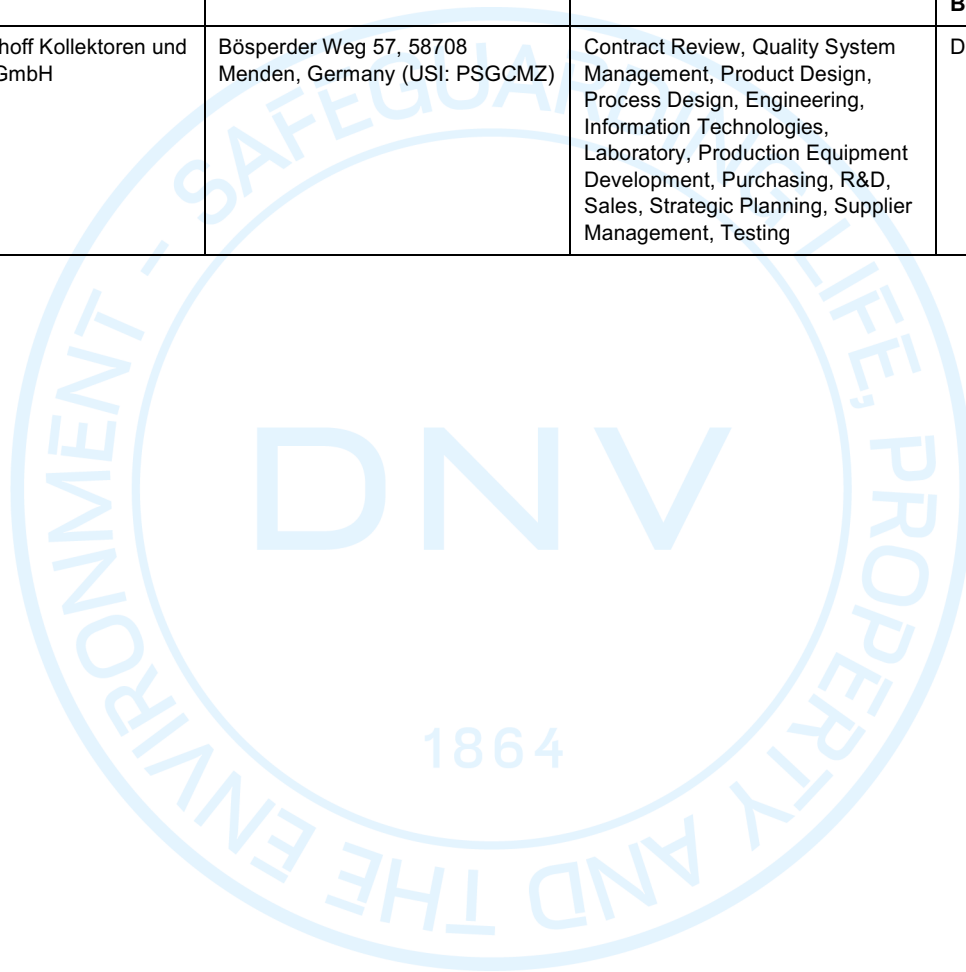 B
hoff Kollektoren und
GmbH
Bösperder Weg 57, 58708
Menden, Germany (USI: PSGCMZ)
Contract Review, Quality System
Management, Product Design,
Process Design, Engineering,
Information Technologies,
Laboratory, Production Equipment
Development, Purchasing, R&D,
Sales, Strategic Planning, Supplier
Management, Testing
D
SAFEGUARDING LIFE, PROPERTY AND THE ENVIRONMENT –
DNV
1864